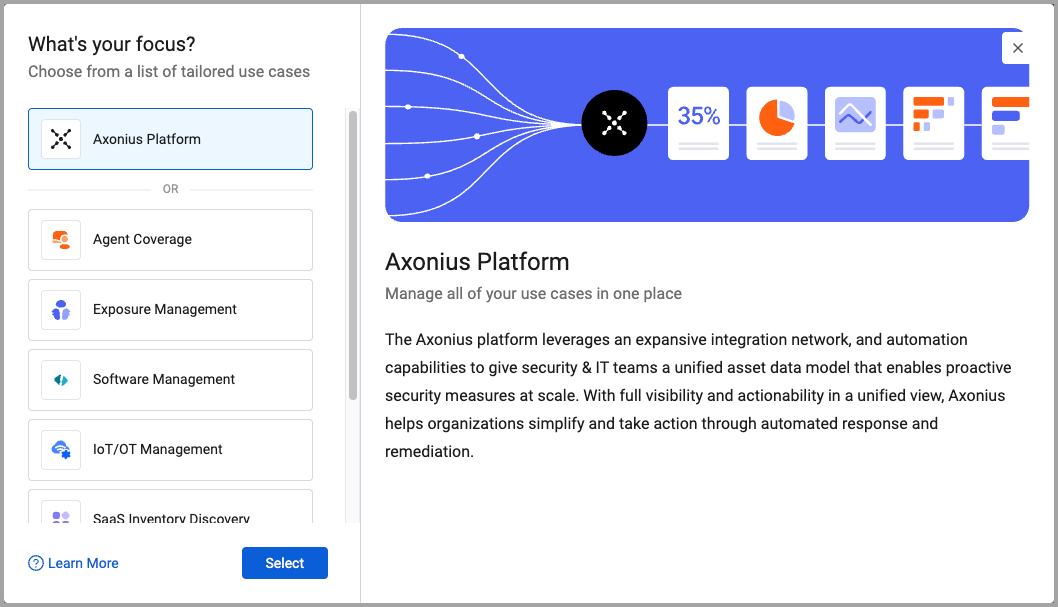 What's your focus?
Choose from a list of tailored use cases
Axonius Platform
OR
Agent Coverage
Exposure Management
Software Management
IoT/OT Management
SaaS Inventory Discovery
Learn More
Select
35%
Axonius Platform
Manage all of your use cases in one place
The Axonius platform leverages an expansive integration network, and automation
capabilities to give security & IT teams a unified asset data model that enables proactive
security measures at scale. With full visibility and actionability in a unified view, Axonius
helps organizations simplify and take action through automated response and
remediation.